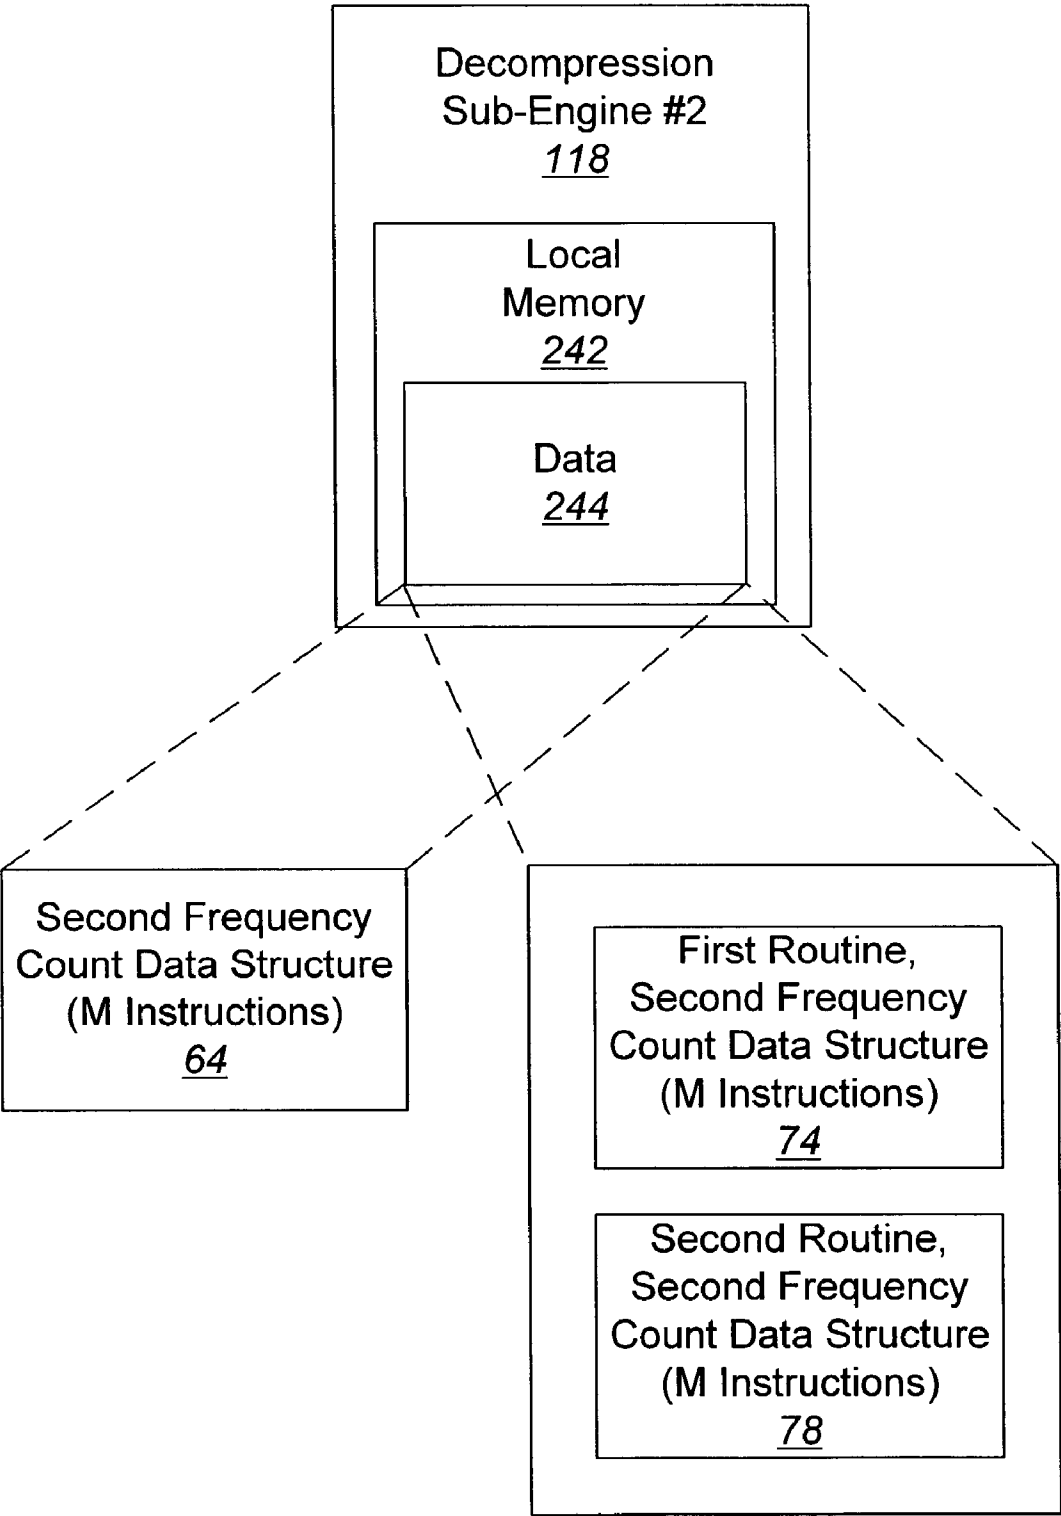 Decompression
Sub-Engine #2
118
Local
Memory
242
Data
244
Second Frequency
Count Data Structure
(M Instructions)
64
First Routine,
Second Frequency
Count Data Structure
(M Instructions)
74
Second Routine,
Second Frequency
Count Data Structure
(M Instructions)
78